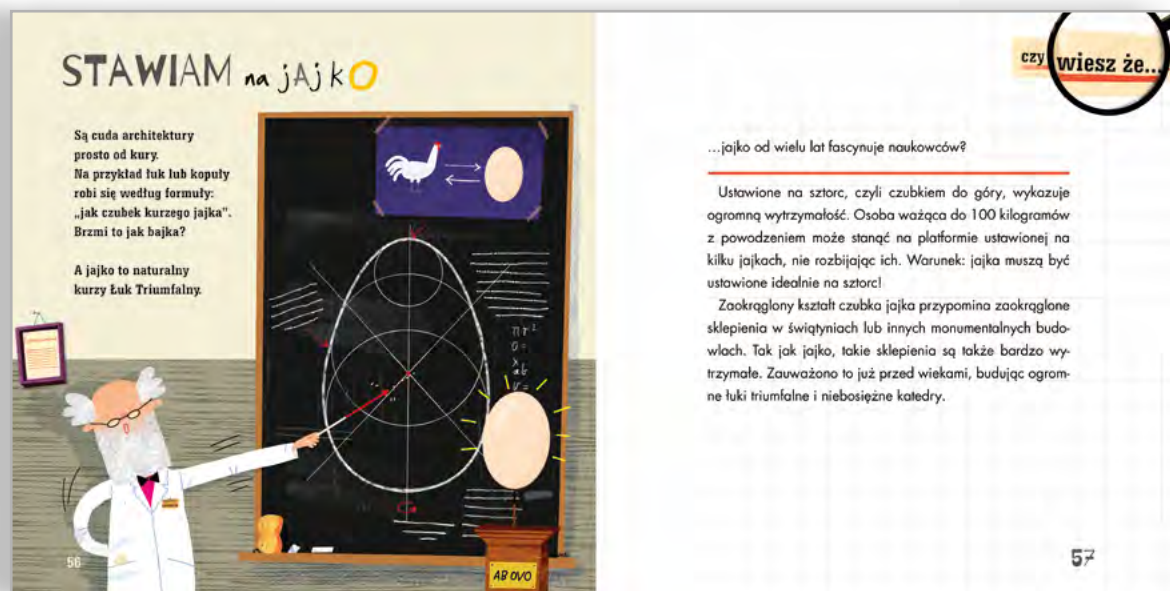 STAWIAM na jAjkO
Są cuda architektury
prosto od kury.
Na przykład łuk lub kopuły
robi się według formuły:
„jak czubek kurzego jajka”.
Brzmi to jak bajka?
A jajko to naturalny
kurzy Łuk Triumfalny.
56
AB OVO
czy wiesz że...
...jajko od wielu lat fascynuje naukowców?
Ustawione na sztorc, czyli czubkiem do góry, wykazuje
ogromną wytrzymałość. Osoba ważąca do 100 kilogramów
z powodzeniem może stanąć na platformie ustawionej na
kilku jajkach, nie rozbijając ich. Warunek: jajka muszą być
ustawione idealnie na sztorc!
Zaokrąglony kształt czubka jajka przypomina zaokrąglone
sklepienia w świątyniach lub innych monumentalnych budo-
wlach. Tak jak jajko, takie sklepienia są także bardzo wy-
trzymałe. Zauważono to już przed wiekami, budując ogrom-
ne łuki triumfalne i niebosiężne katedry.
57